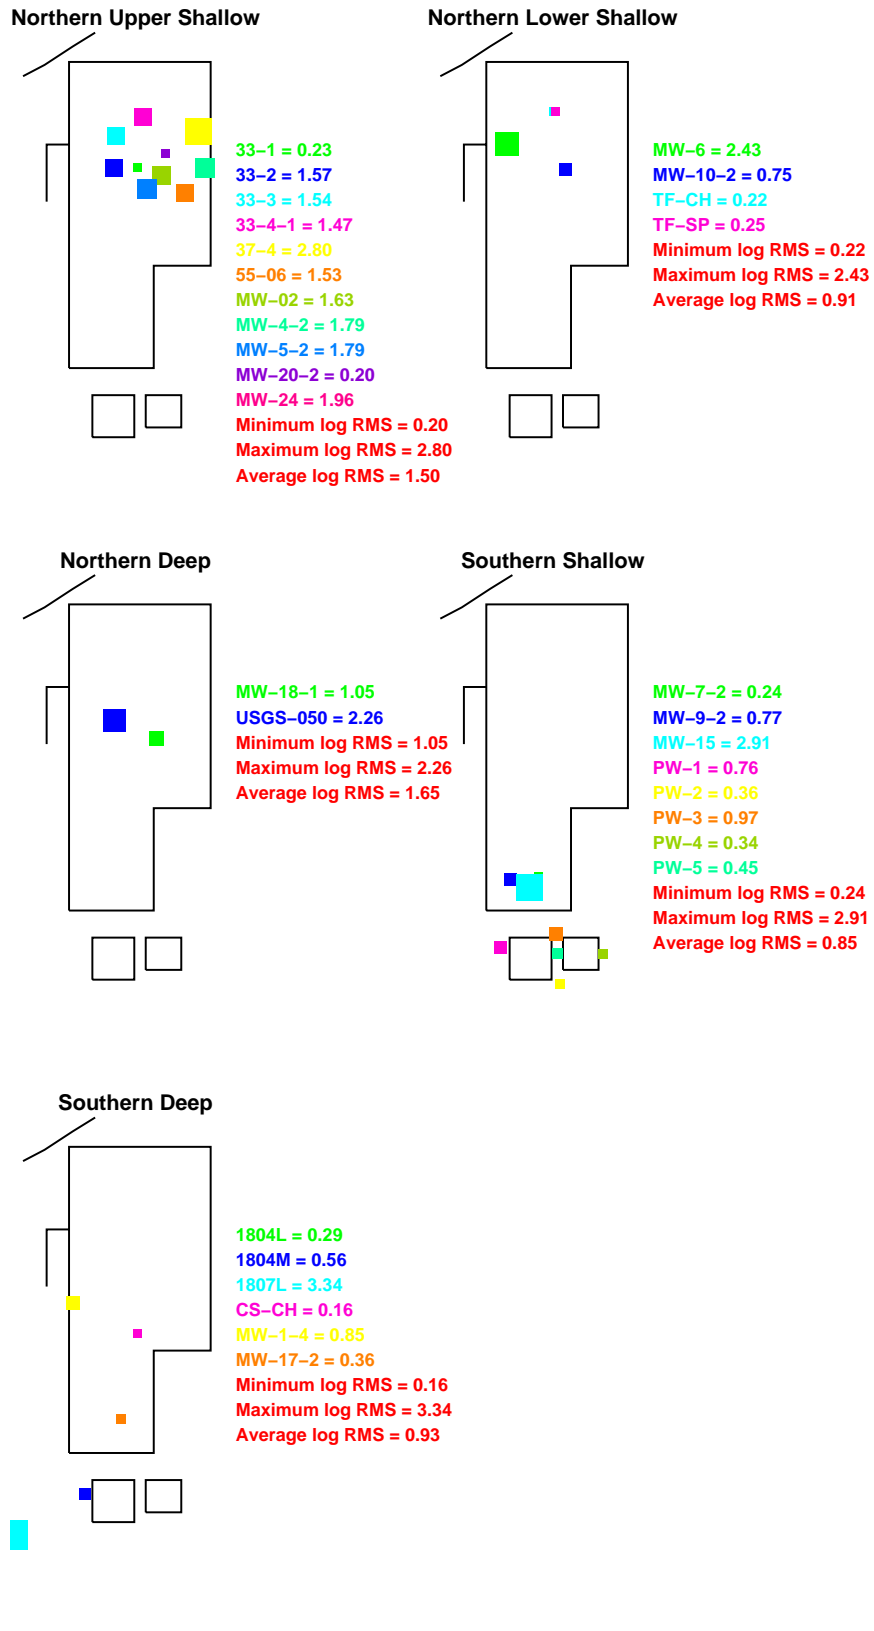 Northern Upper Shallow
33−1 = 0.23
33−2 = 1.57
33−3 = 1.54
33−4−1 = 1.47
37−4 = 2.80
55−06 = 1.53
MW−02 = 1.63
MW−4−2 = 1.79
MW−5−2 = 1.79
MW−20−2 = 0.20
MW−24 = 1.96
Minimum log RMS = 0.20
Maximum log RMS = 2.80
Average log RMS = 1.50
Northern Lower Shallow
MW−6 = 2.43
MW−10−2 = 0.75
TF−CH = 0.22
TF−SP = 0.25
Minimum log RMS = 0.22
Maximum log RMS = 2.43
Average log RMS = 0.91
Northern Deep
MW−18−1 = 1.05
USGS−050 = 2.26
Minimum log RMS = 1.05
Maximum log RMS = 2.26
Average log RMS = 1.65
Southern Shallow
MW−7−2 = 0.24
MW−9−2 = 0.77
MW−15 = 2.91
PW−1 = 0.76
PW−2 = 0.36
PW−3 = 0.97
PW−4 = 0.34
PW−5 = 0.45
Minimum log RMS = 0.24
Maximum log RMS = 2.91
Average log RMS = 0.85
Southern Deep
1804L = 0.29
1804M = 0.56
1807L = 3.34
CS−CH = 0.16
MW−1−4 = 0.85
MW−17−2 = 0.36
Minimum log RMS = 0.16
Maximum log RMS = 3.34
Average log RMS = 0.93